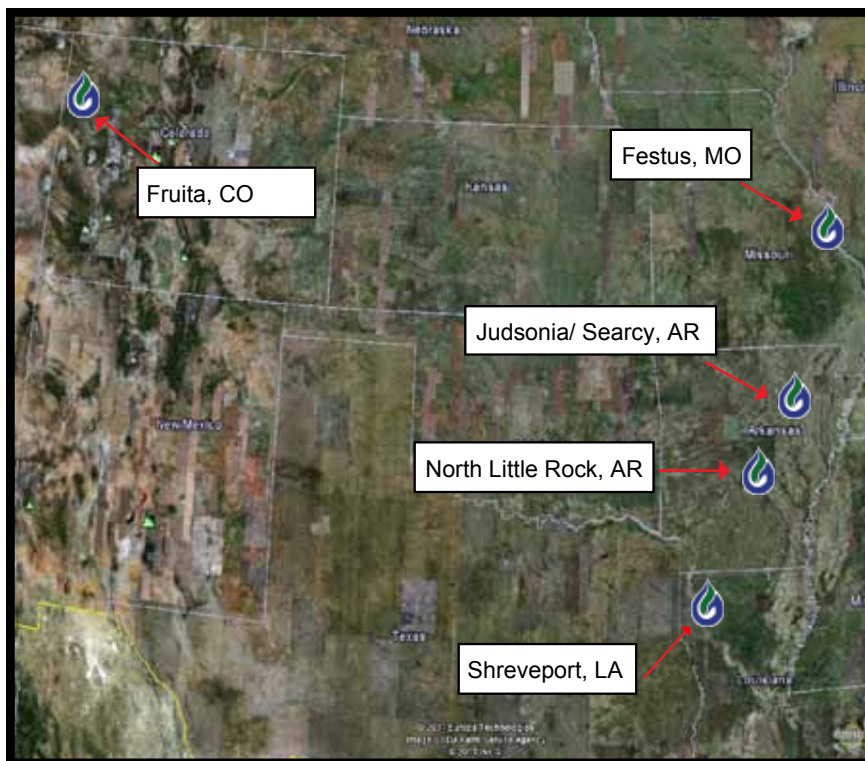 Nebraska
Illinois
Colorado
Fruita, CO
Festus, MO
Kansas
Missouri
Judsonia/ Searcy, AR
New Mexico
Arkansas
North Little Rock, AR
Texas
Shreveport, LA
Louisiana